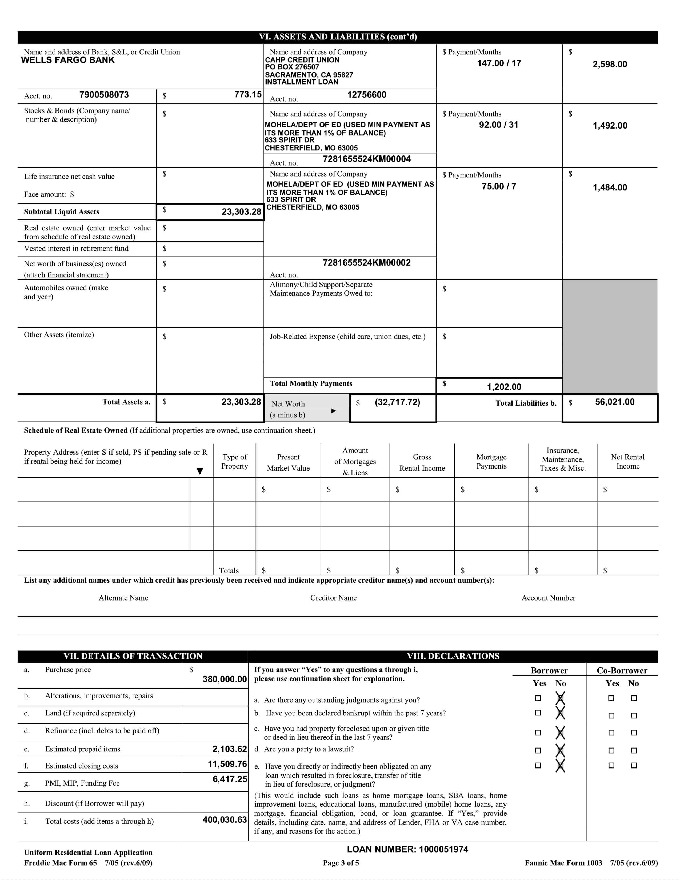 VI. ASSETS AND LIABILITIES (cont'd)
Name and address of Bank, S&L, or Credit Union
WELLS FARGO BANK
Acct. no. 7900508073 $ 773.15
Name and address of Company
CAHP CREDIT UNION
PO BOX 276507
SACRAMENTO, CA 95827
INSTALLMENT LOAN
Acct. no. 12756600
$ Payment/Months
147.00 / 17
$
2,598.00
Stocks & Bonds (Company name/
number & description)
$
Name and address of Company
MOHELA/DEPT OF ED (USED MIN PAYMENT AS
ITS MORE THAN 1% OF BALANCE)
633 SPIRIT DR
CHESTERFIELD, MO 63005
Acct. no. 7281655524KM00004
$ Payment/Months
92.00 / 31
$
1,492.00
Life insurance net cash value
Face amount: $
$
Subtotal Liquid Assets $ 23,303.28
Name and address of Company
MOHELA/DEPT OF ED (USED MIN PAYMENT AS
ITS MORE THAN 1% OF BALANCE)
633 SPIRIT DR
CHESTERFIELD, MO 63005
$ Payment/Months
75.00 / 7
$
1,484.00
Real estate owned (enter market value
from schedule of real estate owned)
$
Vested interest in retirement fund $
Net worth of business(es) owned
(attach financial statement)
$
7281655524KM00002
Acct. no.
Automobiles owned (make
and year)
$
Alimony/Child Support/Separate
Maintenance Payments Owed to:
$
Other Assets (itemize)
$
Job-Related Expense (child care, union dues, etc.)
$
Total Monthly Payments $ 1,202.00
Total Assets a. $ 23,303.28
Net Worth
(a minus b)
$ (32,717.72)
Total Liabilities b. $ 56,021.00
Schedule of Real Estate Owned (If additional properties are owned, use continuation sheet.)
Property Address (enter S if sold, PS if pending sale or R
if rental being held for income)
Type of
Property
Present
Market Value
Amount
of Mortgages
& Liens
Gross
Rental Income
Mortgage
Payments
Insurance,
Maintenance,
Taxes & Misc.
Net Rental
Income
$ $ $ $ $ $
Totals $ $ $ $ $ $
List any additional names under which credit has previously been received and indicate appropriate creditor name(s) and account number(s):
Alternate Name Creditor Name Account Number
VII. DETAILS OF TRANSACTION
a. Purchase price $ 380,000.00
b. Alterations, improvements, repairs
c. Land (if acquired separately)
d. Refinance (incl. debts to be paid off)
e. Estimated prepaid items 2,103.62
f. Estimated closing costs 11,509.76
g. PMI, MIP, Funding Fee 6,417.25
h. Discount (if Borrower will pay)
i. Total costs (add items a through h) 400,030.63
VIII. DECLARATIONS
If you answer "Yes" to any questions a through i,
please use continuation sheet for explanation.
Borrower Co-Borrower
Yes No Yes No
a. Are there any outstanding judgments against you?
b. Have you been declared bankrupt within the past 7 years?
c. Have you had property foreclosed upon or given title
or deed in lieu thereof in the last 7 years?
d. Are you a party to a lawsuit?
e. Have you directly or indirectly been obligated on any
loan which resulted in foreclosure, transfer of title
in lieu of foreclosure, or judgment?
(This would include such loans as home mortgage loans, SBA loans, home
improvement loans, educational loans, manufactured (mobile) home loans, any
mortgage, financial obligation, bond, or loan guarantee. If "Yes," provide
details, including date, name, and address of Lender, FHA or VA case number,
if any, and reasons for the action.)
LOAN NUMBER: 1000051974
Uniform Residential Loan Application
Freddie Mac Form 65 7/05 (rev.6/09)
Page 3 of 5
Fannie Mae Form 1003 7/05 (rev.6/09)